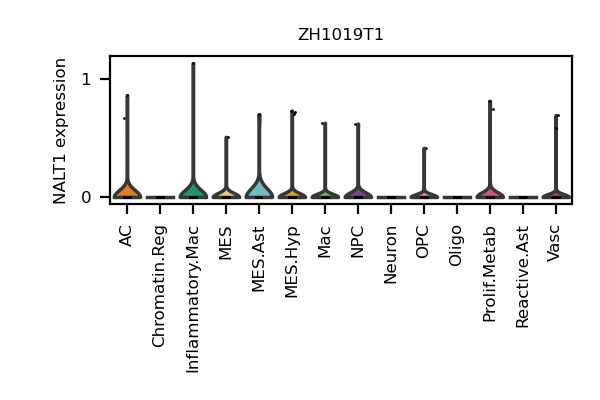 ZH1019T1
NALT1 expression
1
0
AC
Chromatin.Reg
Inflammatory.Mac
MES
MES.Ast
MES.Hyp
Mac
NPC
Neuron
OPC
Oligo
Prolif.Metab
Reactive.Ast
Vasc